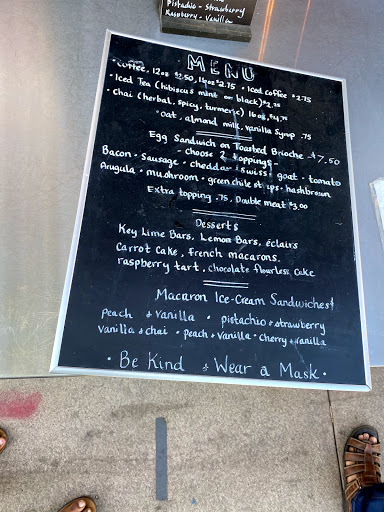 Pistachio - Strawberry
Raspberry - Vanilla
MENU
• Coffee, 12oz $2.50, 16oz $2.75 • Iced Coffee $2.75
• Iced Tea (hibiscus mint or black) $2.75
• Chai (herbal, spicy, turmeric) 16oz, $4.75
• oat, almond milk, vanilla syrup .75
Egg Sandwich on Toasted Brioche - $7.50
- choose 2 toppings -
Bacon • Sausage • cheddar • swiss • goat • tomato
Arugula • mushroom • green chile strips • hashbrown
Extra topping .75, Double meat $3.00
Desserts
Key Lime Bars, Lemon Bars, éclairs
Carrot Cake, french macarons,
raspberry tart, chocolate flourless cake
Macaron Ice-Cream Sandwiches!
peach & vanilla • pistachio & strawberry
vanilla & chai • peach & vanilla • cherry & vanilla
• Be Kind & Wear a Mask •